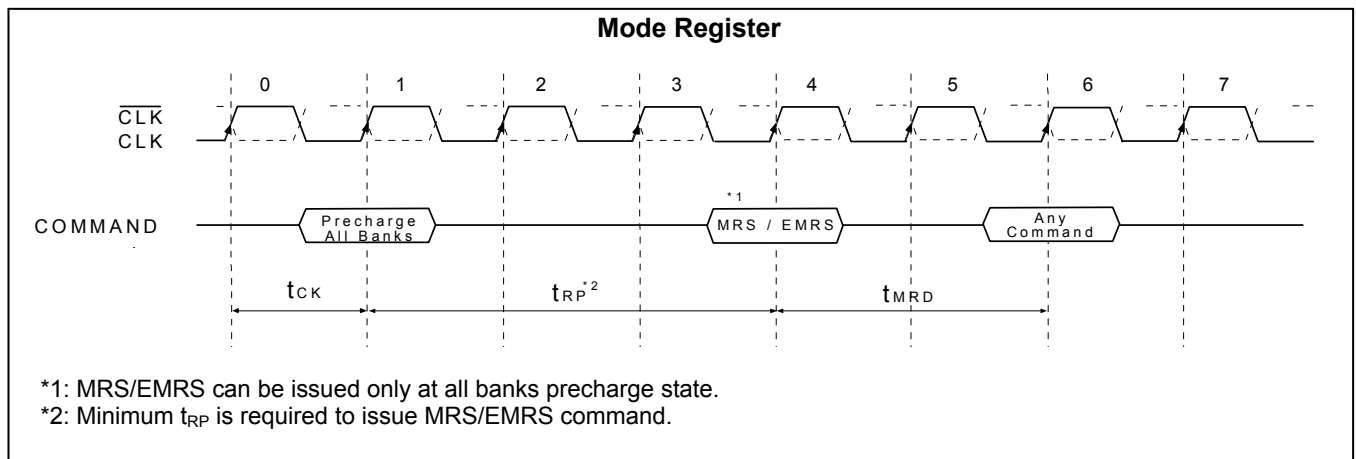 Mode Register
0 1 2 3 4 5 6 7
CLK
CLK
*1
COMMAND
Precharge
All Banks
MRS / EMRS
Any
Command
tCK
tRP*2
tMRD
*1: MRS/EMRS can be issued only at all banks precharge state.
*2: Minimum tRP is required to issue MRS/EMRS command.